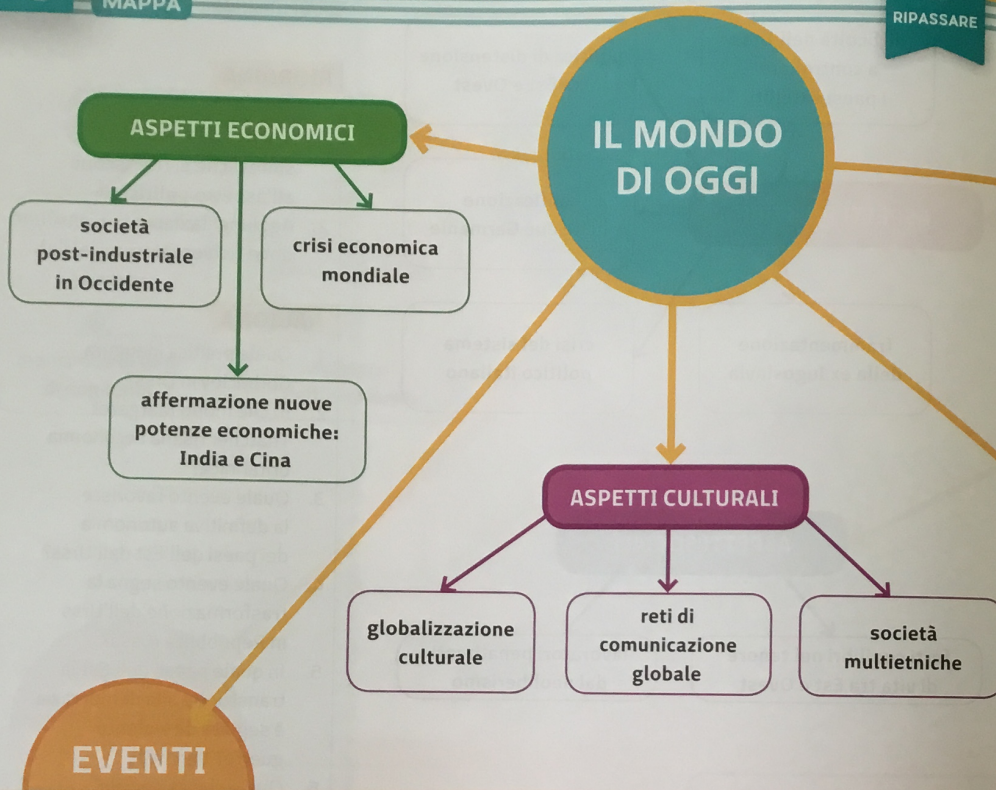 MAPPA
RIPASSARE
IL MONDO
DI OGGI
ASPETTI ECONOMICI
società
post-industriale
in Occidente
crisi economica
mondiale
affermazione nuove
potenze economiche:
India e Cina
ASPETTI CULTURALI
globalizzazione
culturale
reti di
comunicazione
globale
società
multietniche
EVENTI